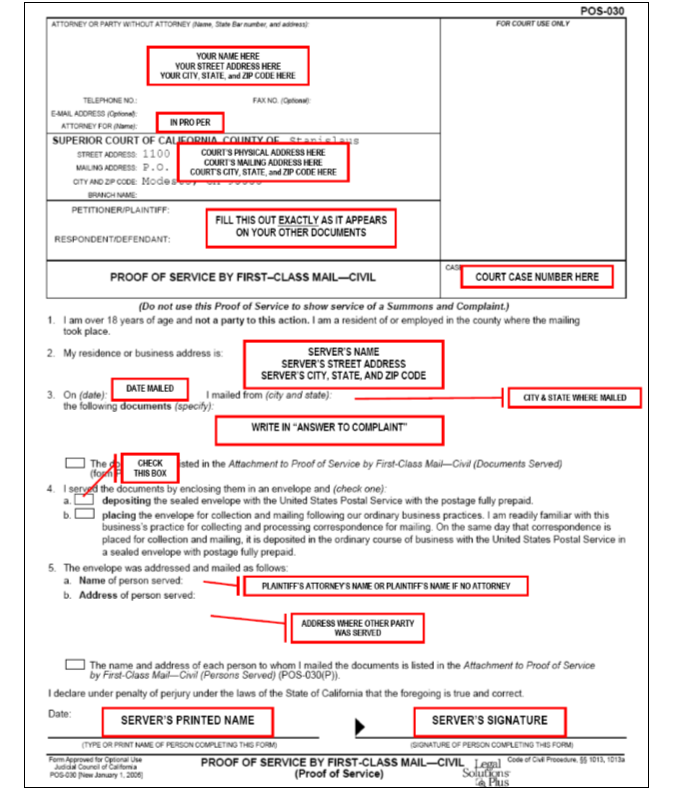 POS-030
ATTORNEY OR PARTY WITHOUT ATTORNEY (Name, State Bar number, and address):
FOR COURT USE ONLY
YOUR NAME HERE
YOUR STREET ADDRESS HERE
YOUR CITY, STATE, and ZIP CODE HERE
TELEPHONE NO.: FAX NO. (Optional):
E-MAIL ADDRESS (Optional):
ATTORNEY FOR (Name): IN PRO PER
SUPERIOR COURT OF CALIFORNIA, COUNTY OF Stanislaus
STREET ADDRESS: 1100
MAILING ADDRESS: P.O.
CITY AND ZIP CODE: Modesto,
BRANCH NAME:
COURT'S PHYSICAL ADDRESS HERE
COURT'S MAILING ADDRESS HERE
COURT'S CITY, STATE, and ZIP CODE HERE
PETITIONER/PLAINTIFF:
RESPONDENT/DEFENDANT:
FILL THIS OUT EXACTLY AS IT APPEARS
ON YOUR OTHER DOCUMENTS
PROOF OF SERVICE BY FIRST–CLASS MAIL—CIVIL
CASE
COURT CASE NUMBER HERE
(Do not use this Proof of Service to show service of a Summons and Complaint.)
1. I am over 18 years of age and not a party to this action. I am a resident of or employed in the county where the mailing
took place.
2. My residence or business address is:
SERVER'S NAME
SERVER'S STREET ADDRESS
SERVER'S CITY, STATE, AND ZIP CODE
3. On (date): DATE MAILED I mailed from (city and state): CITY & STATE WHERE MAILED
the following documents (specify):
WRITE IN "ANSWER TO COMPLAINT"
The isted in the Attachment to Proof of Service by First-Class Mail—Civil (Documents Served)
CHECK
THIS BOX
4. I served the documents by enclosing them in an envelope and (check one):
a. depositing the sealed envelope with the United States Postal Service with the postage fully prepaid.
b. placing the envelope for collection and mailing following our ordinary business practices. I am readily familiar with this
business's practice for collecting and processing correspondence for mailing. On the same day that correspondence is
placed for collection and mailing, it is deposited in the ordinary course of business with the United States Postal Service in
a sealed envelope with postage fully prepaid.
5. The envelope was addressed and mailed as follows:
a. Name of person served:
PLAINTIFF'S ATTORNEY'S NAME OR PLAINTIFF'S NAME IF NO ATTORNEY
b. Address of person served:
ADDRESS WHERE OTHER PARTY
WAS SERVED
The name and address of each person to whom I mailed the documents is listed in the Attachment to Proof of Service
by First-Class Mail—Civil (Persons Served) (POS-030(P)).
I declare under penalty of perjury under the laws of the State of California that the foregoing is true and correct.
Date:
SERVER'S PRINTED NAME
SERVER'S SIGNATURE
(TYPE OR PRINT NAME OF PERSON COMPLETING THIS FORM)
(SIGNATURE OF PERSON COMPLETING THIS FORM)
Form Approved for Optional Use
Judicial Council of California
POS-030 [New January 1, 2005]
PROOF OF SERVICE BY FIRST-CLASS MAIL—CIVIL
(Proof of Service)
Legal
Solutions
Plus
Code of Civil Procedure, §§ 1013, 1013a